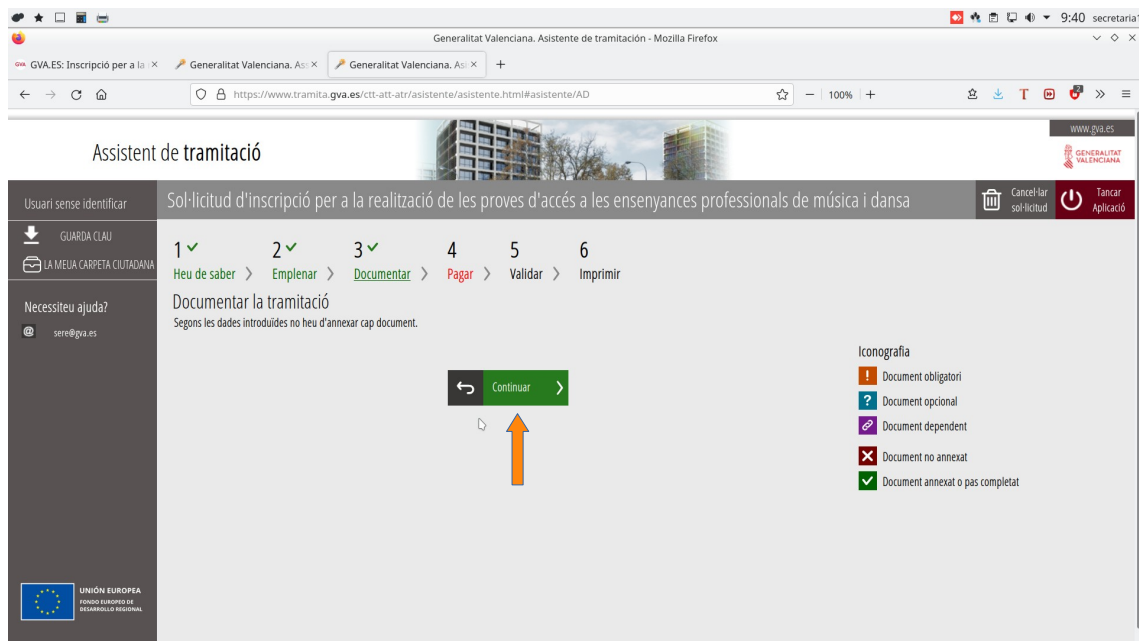 9:40 secretaria1
Generalitat Valenciana. Asistente de tramitación - Mozilla Firefox
GVA.ES: Inscripció per a la
Generalitat Valenciana. As
Generalitat Valenciana. Asi
https://www.tramita.gva.es/ctt-att-atr/asistente/asistente.html#asistente/AD
100%
www.gva.es
Assistent de tramitació
GENERALITAT
VALENCIANA
Usuari sense identificar
Sol·licitud d'inscripció per a la realització de les proves d'accés a les ensenyances professionals de música i dansa
Cancel·lar
sol·licitud
Tancar
Aplicació
GUARDA CLAU
LA MEUA CARPETA CIUTADANA
Necessiteu ajuda?
@ sere@gva.es
1 2 3 4 5 6
Heu de saber > Emplenar > Documentar > Pagar > Validar > Imprimir
Documentar la tramitació
Segons les dades introduïdes no heu d'annexar cap document.
Continuar
Iconografia
! Document obligatori
? Document opcional
Document dependent
Document no annexat
Document annexat o pas completat
UNIÓN EUROPEA
FONDO EUROPEO DE
DESARROLLO REGIONAL